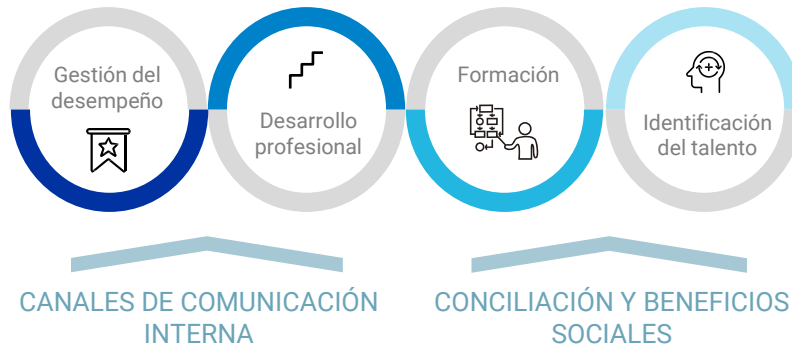 Gestión del
desempeño
Desarrollo
profesional
Formación
Identificación
del talento
CANALES DE COMUNICACIÓN
INTERNA
CONCILIACIÓN Y BENEFICIOS
SOCIALES